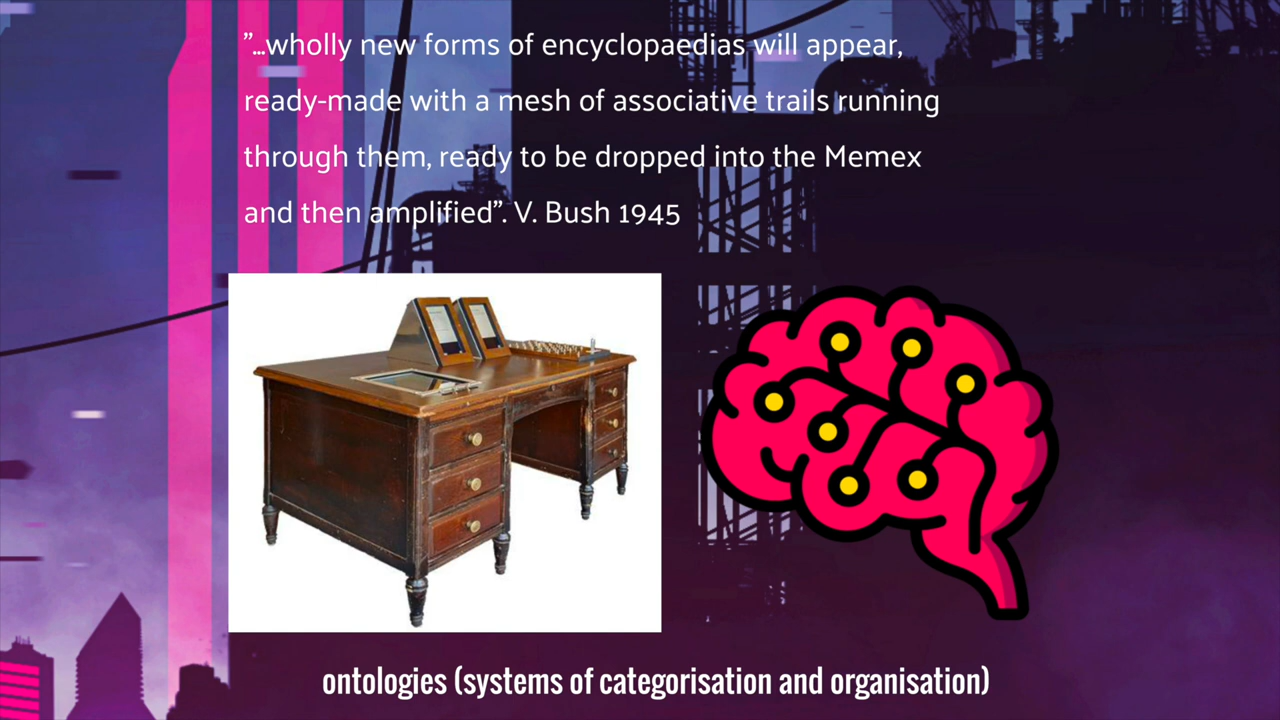 ”...wholly new forms of encyclopaedias will appear,
ready-made with a mesh of associative trails running
through them, ready to be dropped into the Memex
and then amplified”. V. Bush 1945
ontologies (systems of categorisation and organisation)